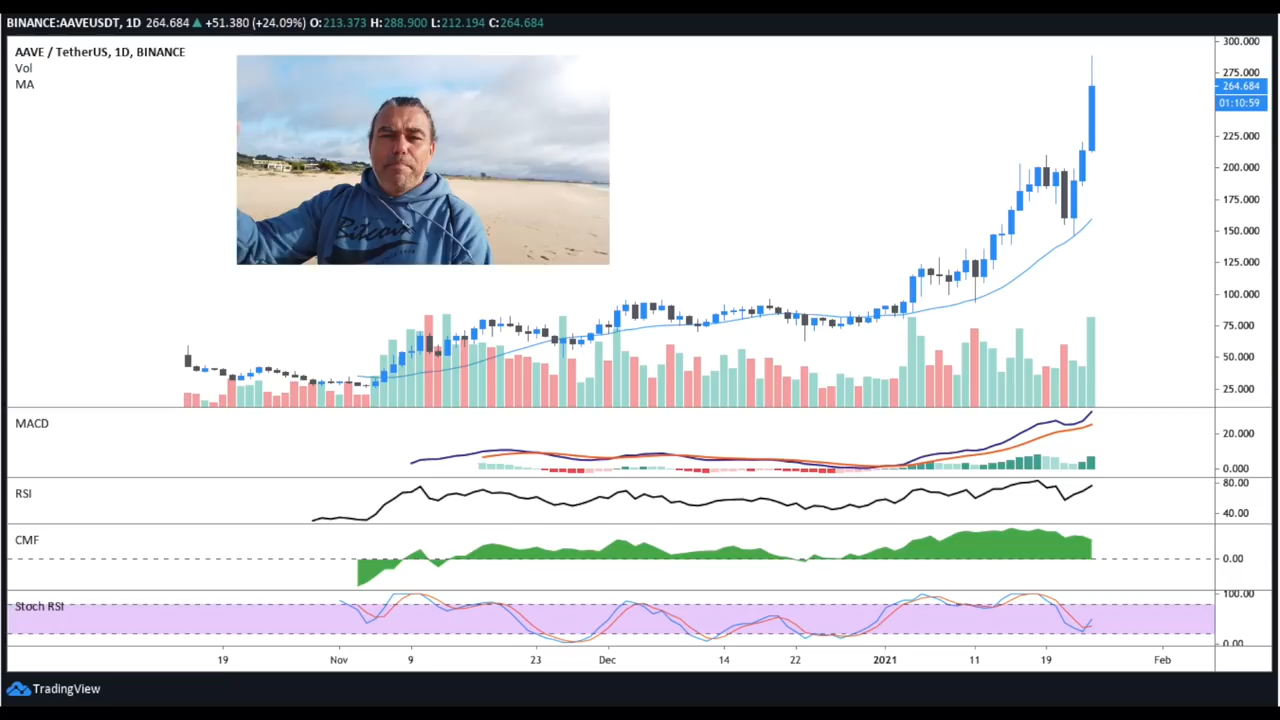 BINANCE:AAVEUSDT, 1D 264.684 ▲ +51.380 (+24.09%) O:213.373 H:288.900 L:212.194 C:264.684
AAVE / TetherUS, 1D, BINANCE
Vol
MA
300.000
275.000
264.684
01:10:59
225.000
200.000
175.000
150.000
125.000
100.000
75.000
50.000
25.000
Bitcoin
MACD
20.000
0.000
RSI
80.00
40.00
CMF
0.00
Stoch RSI
100.00
0.00
19 Nov 9 23 Dec 14 22 2021 11 19 Feb
TradingView